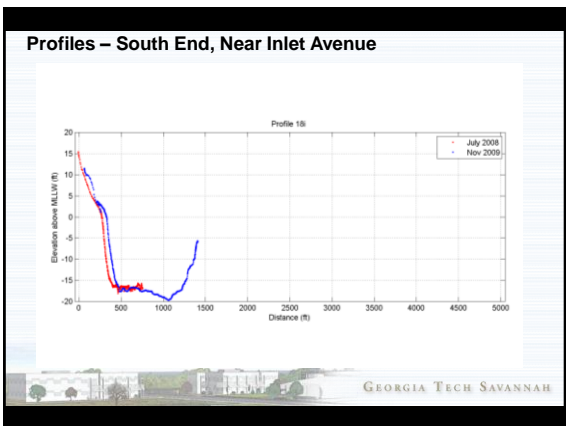 Profiles – South End, Near Inlet Avenue
Profile 18i
July 2008
Nov 2009
20
15
10
5
0
-5
-10
-15
-20
Elevation above MLLW (ft)
0 500 1000 1500 2000 2500 3000 3500 4000 4500 5000
Distance (ft)
GEORGIA TECH SAVANNAH